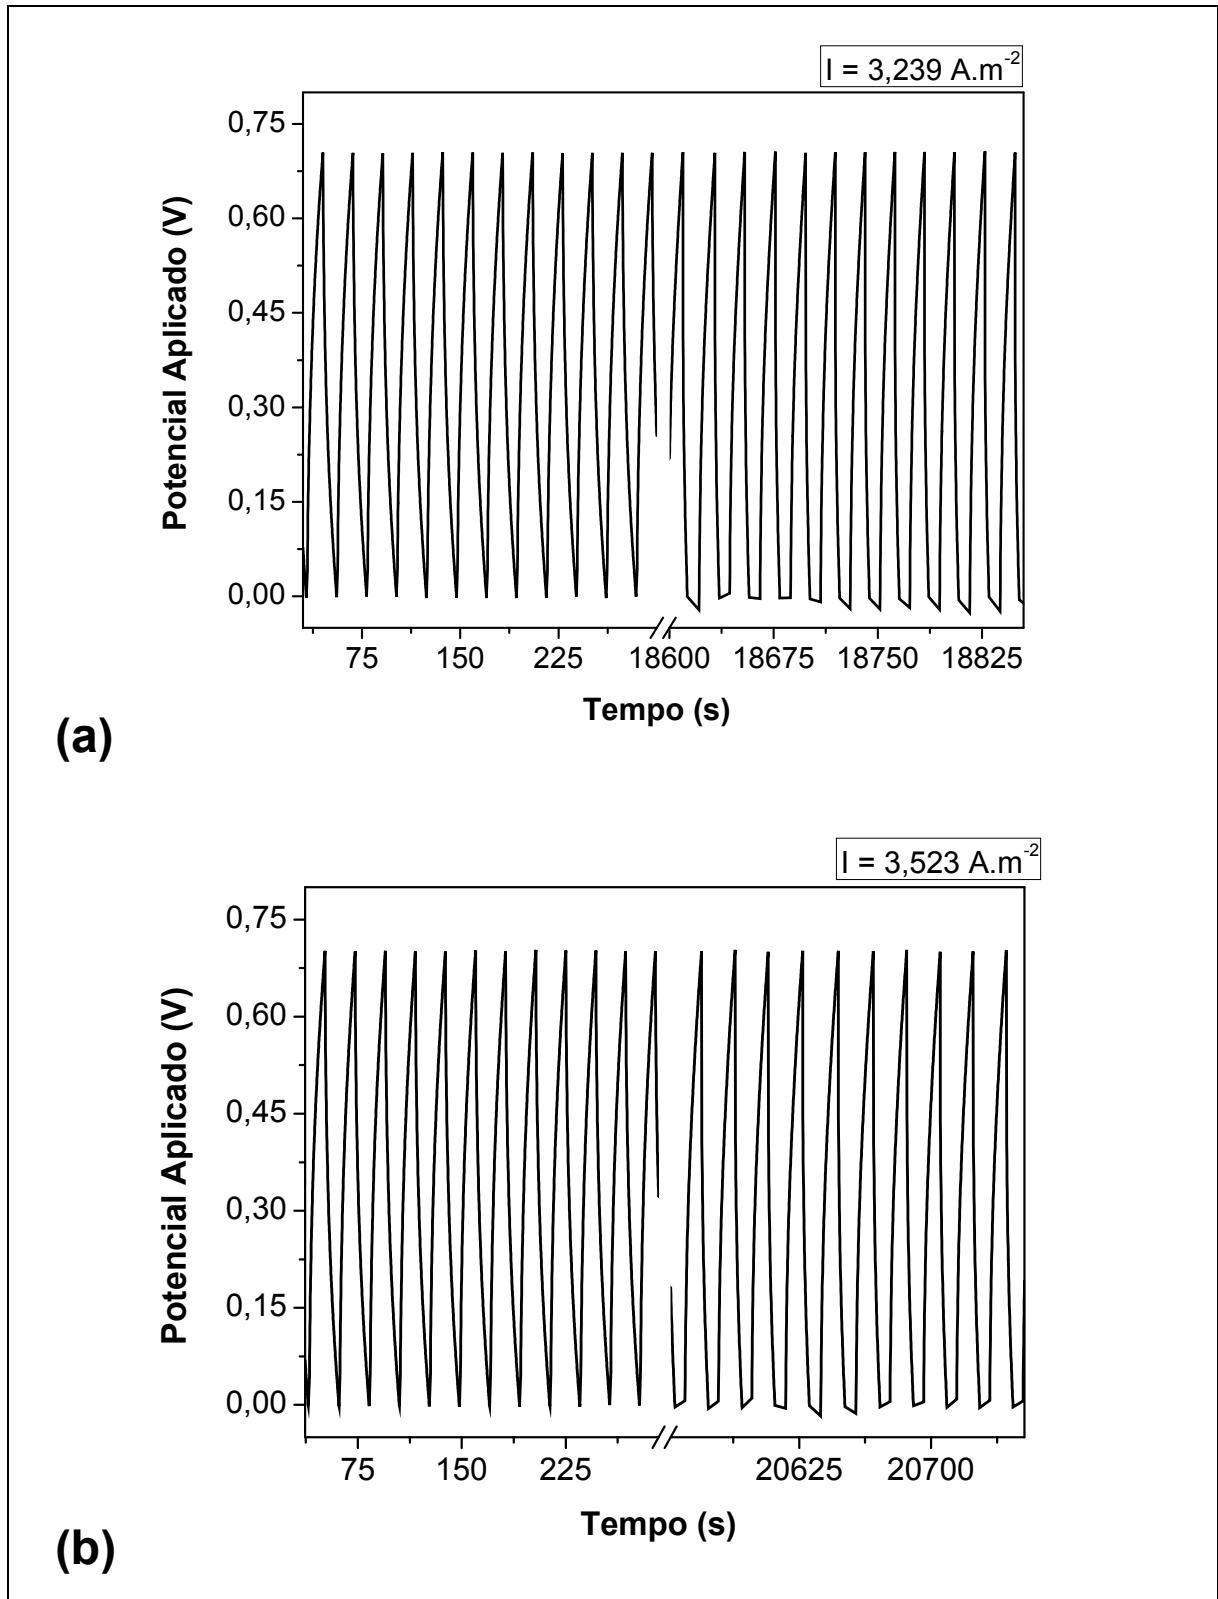 I = 3,239 A.m-2
0,75
0,60
0,45
0,30
0,15
0,00
Potencial Aplicado (V)
75 150 225 18600 18675 18750 18825
Tempo (s)
(a)
I = 3,523 A.m-2
0,75
0,60
0,45
0,30
0,15
0,00
Potencial Aplicado (V)
75 150 225 20625 20700
Tempo (s)
(b)